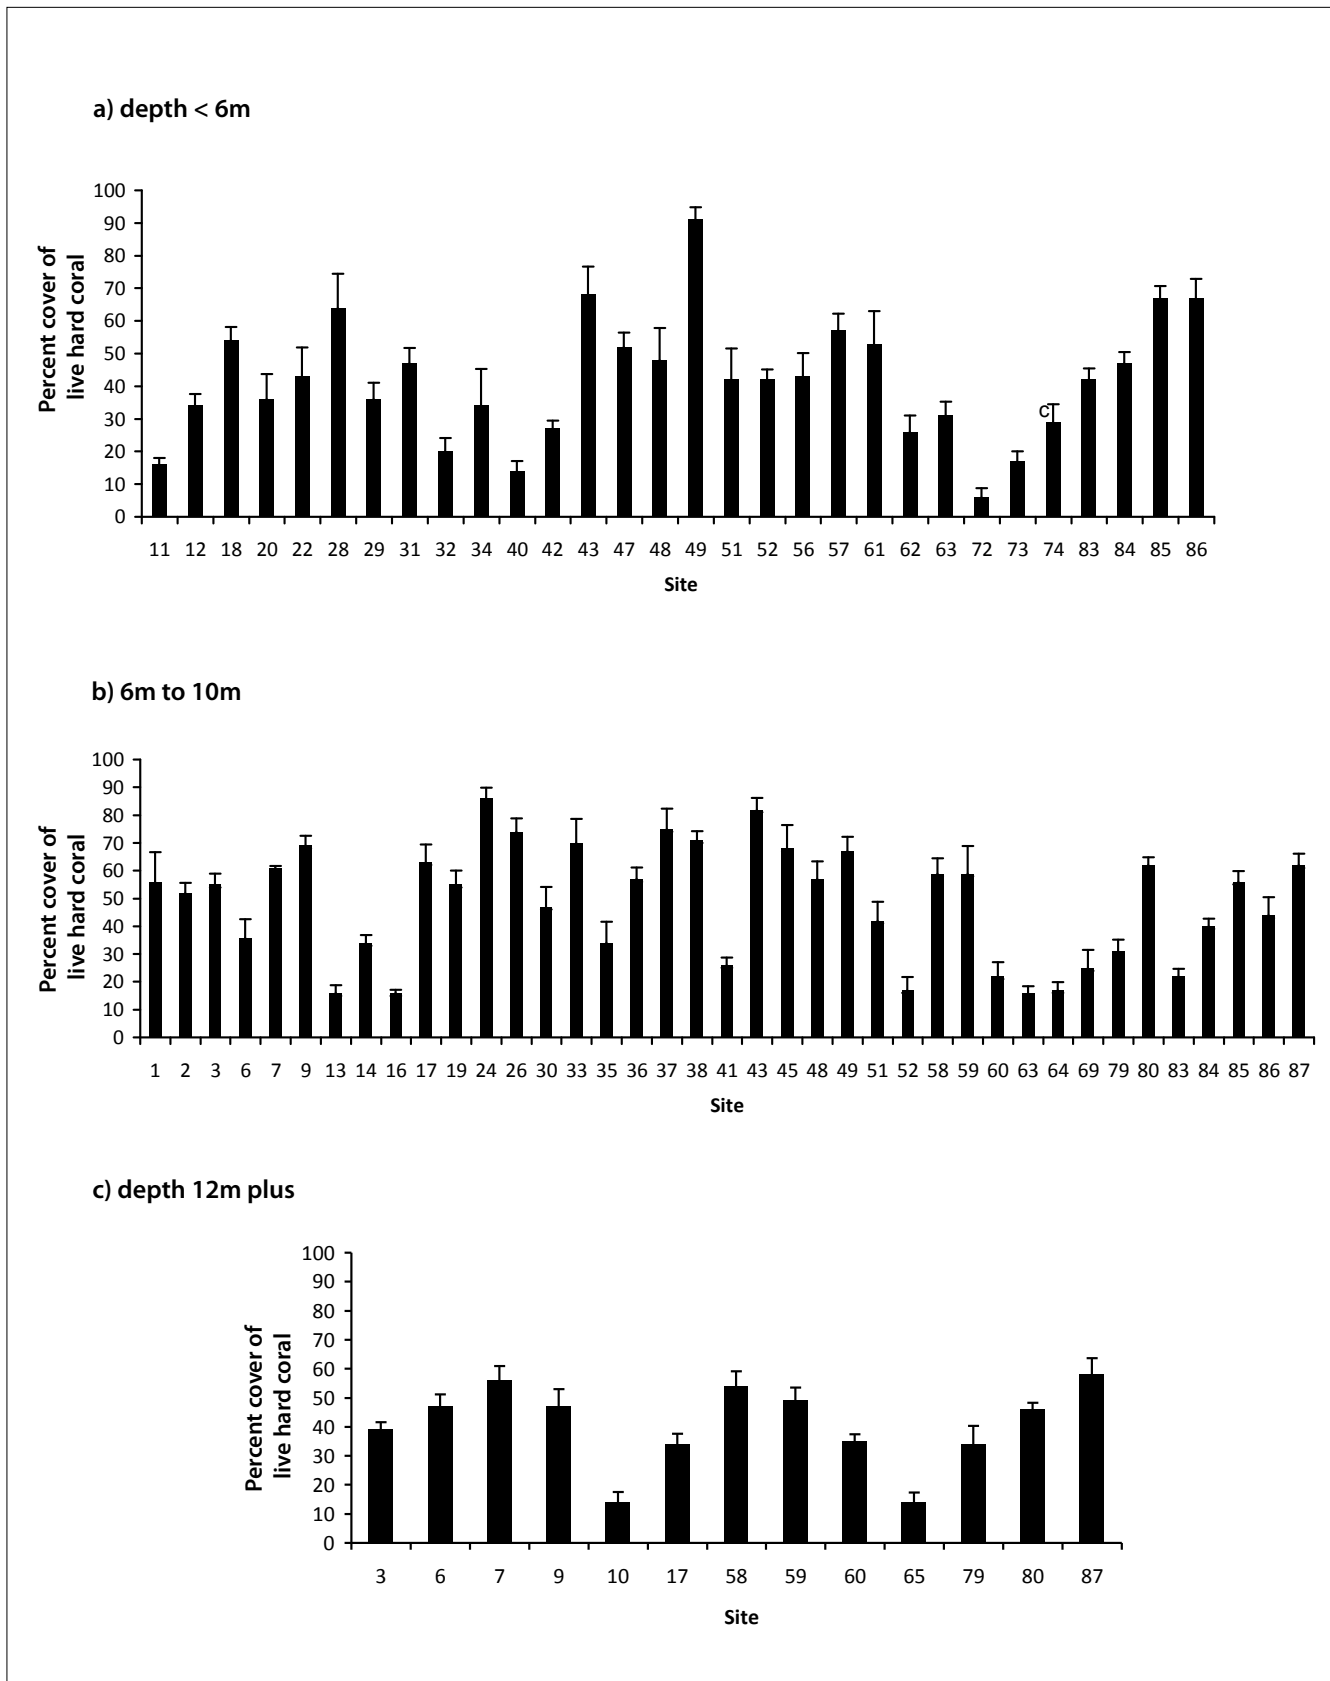 a) depth < 6m
100
90
80
70
60
50
40
30
20
10
0
Percent cover of
live hard coral
c
11 12 18 20 22 28 29 31 32 34 40 42 43 47 48 49 51 52 56 57 61 62 63 72 73 74 83 84 85 86
Site
b) 6m to 10m
100
90
80
70
60
50
40
30
20
10
0
Percent cover of
live hard coral
1 2 3 6 7 9 13 14 16 17 19 24 26 30 33 35 36 37 38 41 43 45 48 49 51 52 58 59 60 63 64 69 79 80 83 84 85 86 87
Site
c) depth 12m plus
100
90
80
70
60
50
40
30
20
10
0
Percent cover of
live hard coral
3 6 7 9 10 17 58 59 60 65 79 80 87
Site